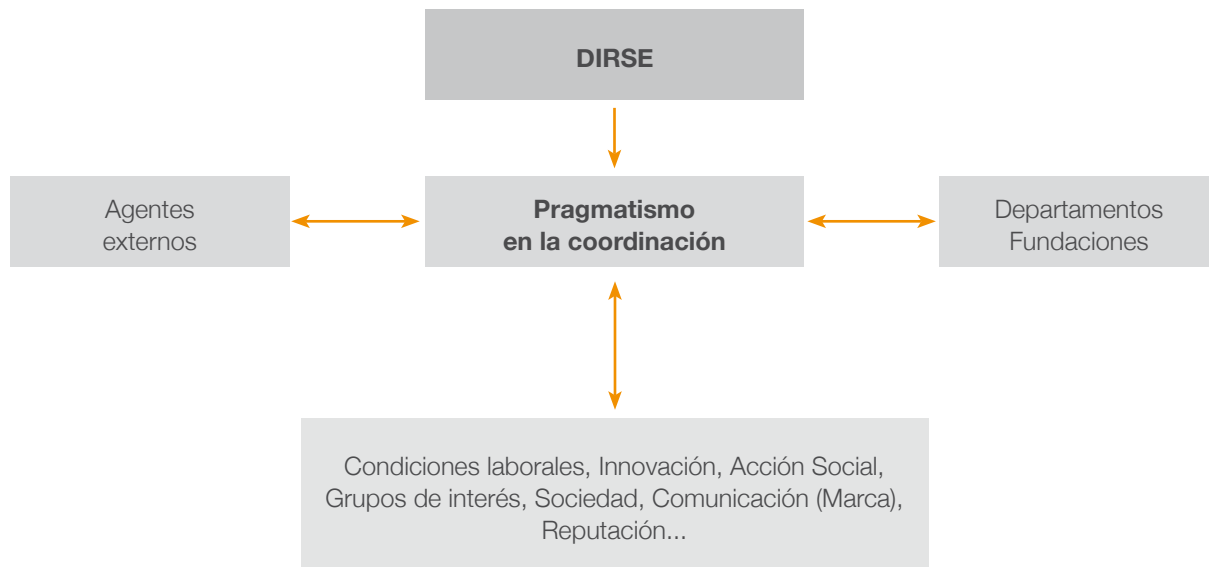 DIRSE
Agentes
externos
Pragmatismo
en la coordinación
Departamentos
Fundaciones
Condiciones laborales, Innovación, Acción Social,
Grupos de interés, Sociedad, Comunicación (Marca),
Reputación...